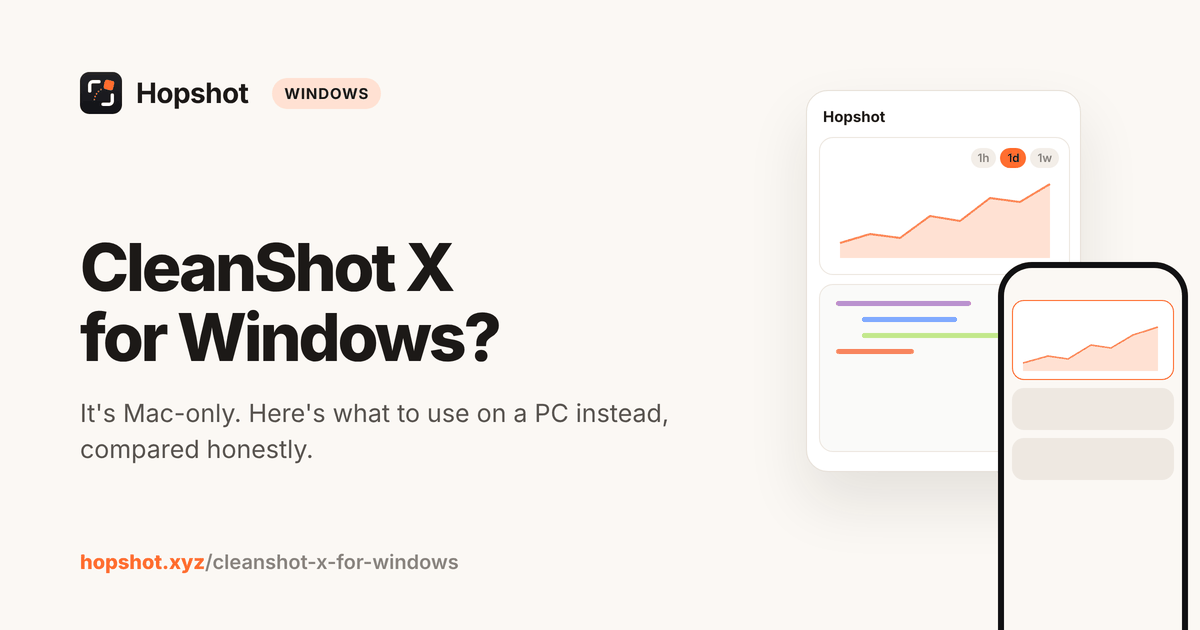 Hopshot
WINDOWS
CleanShot X
for Windows?
It's Mac-only. Here's what to use on a PC instead,
compared honestly.
hopshot.xyz/cleanshot-x-for-windows
Hopshot
1h 1d 1w